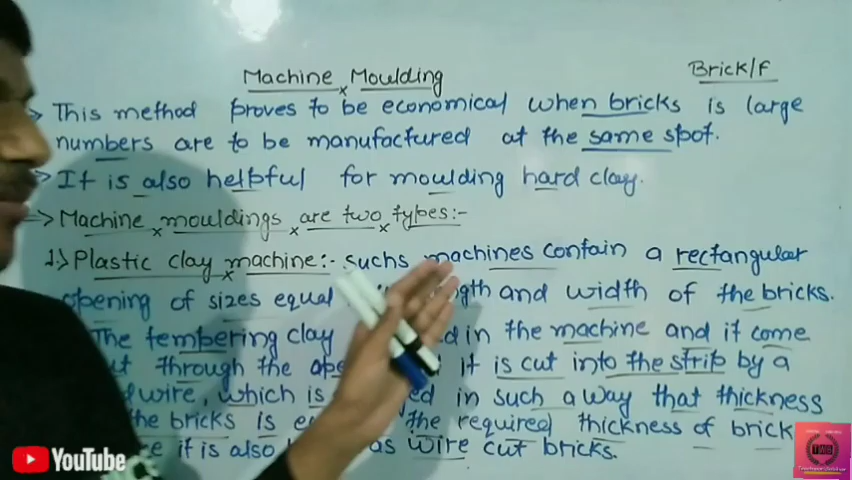 Machine Moulding
Brick/F
This method proves to be economical when bricks is large
numbers are to be manufactured at the same spot.
It is also helpful for moulding hard clay.
=> Machine mouldings are two types:-
1.) Plastic clay machine:- suchs machines contain a rectangular
opening of sizes equal and width of the bricks.
The tembering clay in the machine and it come
through the it is cut into the strip by a
wire, which is in such a way that thickness
the bricks is the required thickness of brick
it is also as wire cut bricks.
YouTube
TMB